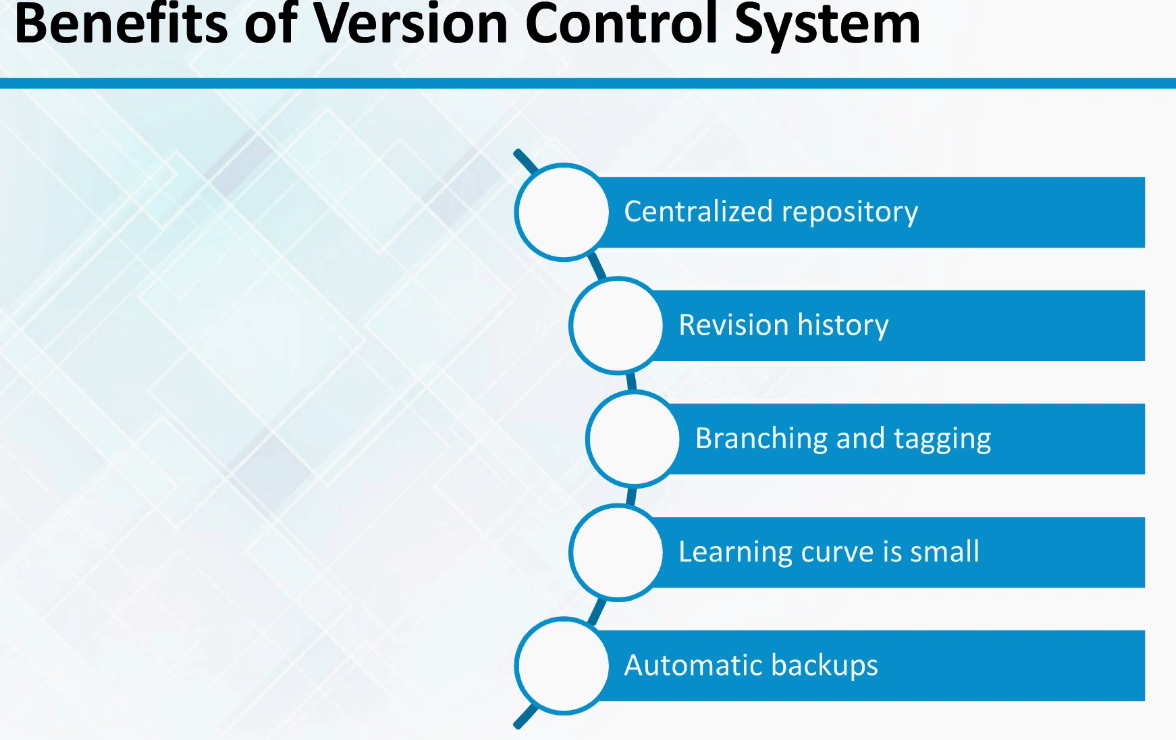 Benefits of Version Control System
Centralized repository
Revision history
Branching and tagging
Learning curve is small
Automatic backups